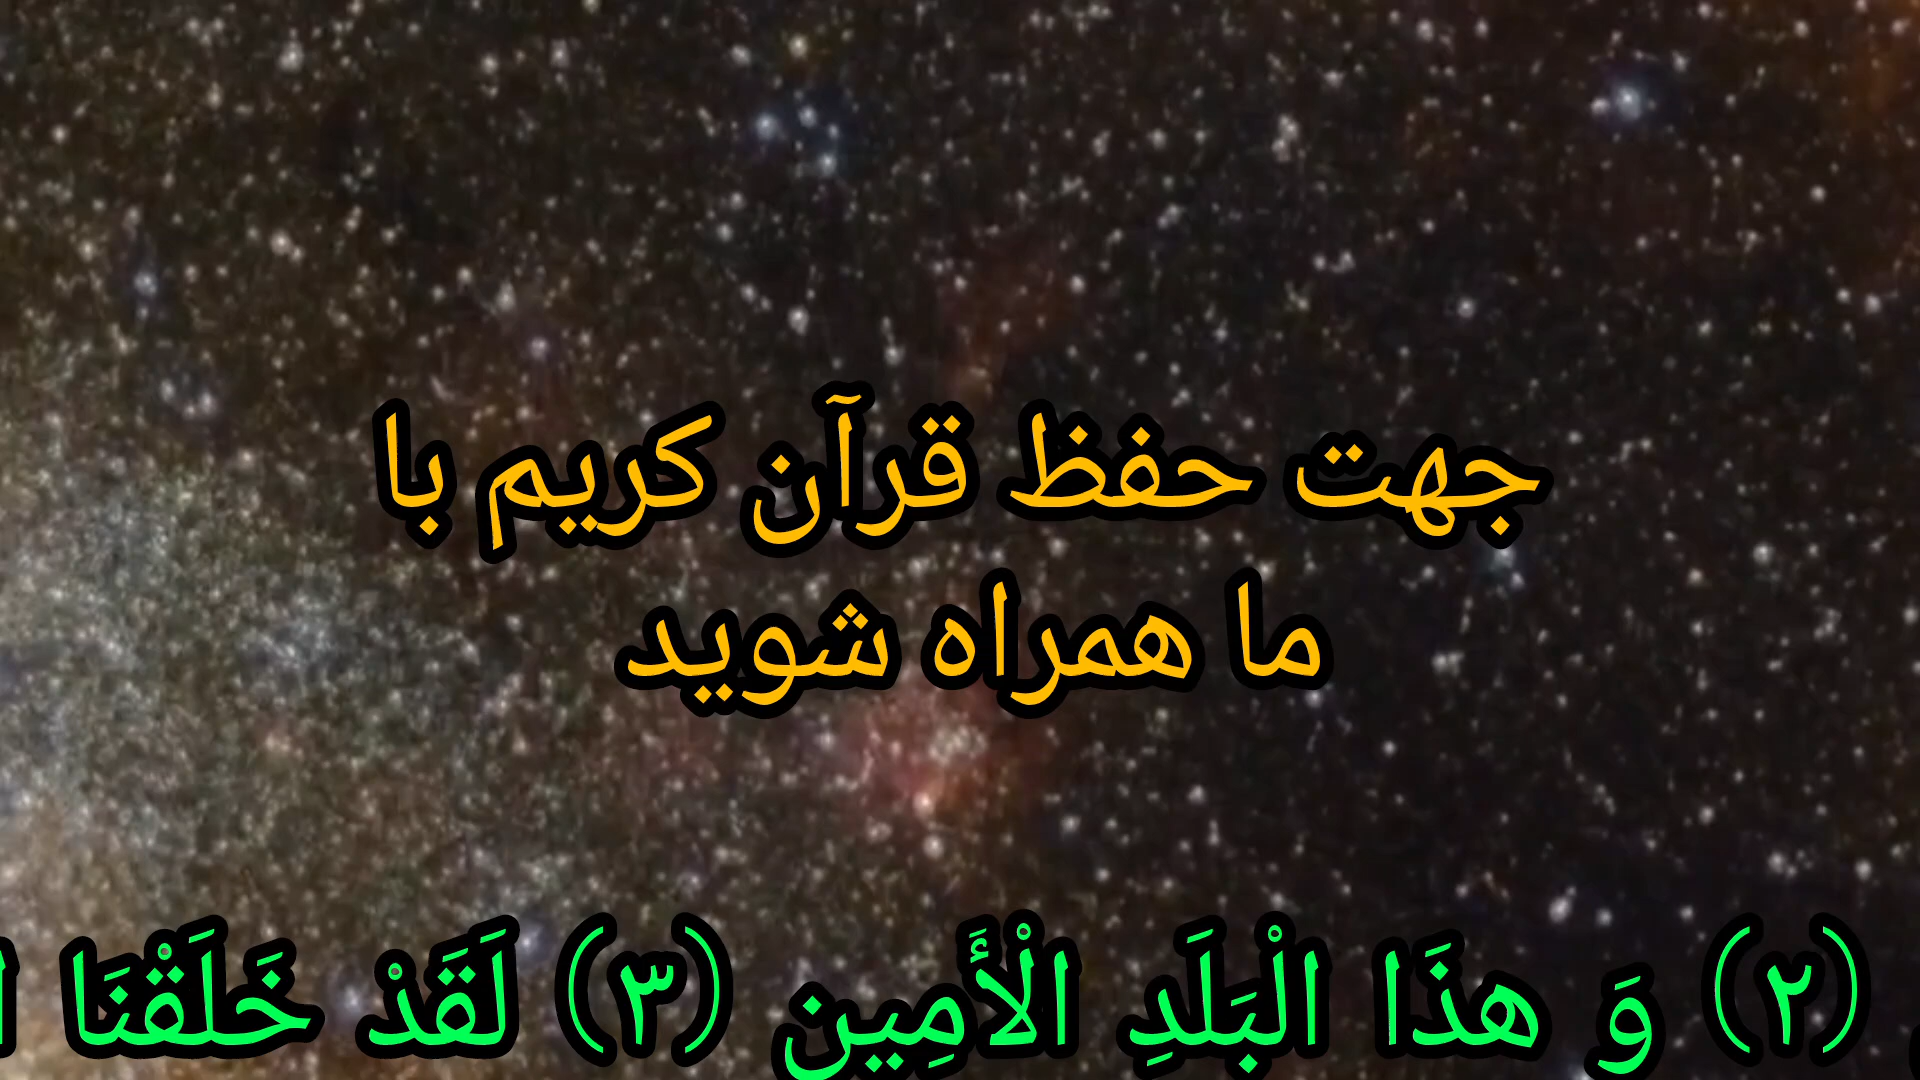 جهت حفظ قرآن کریم با
ما همراه شوید
(۲) وَ هذَا الْبَلَدِ الْأَمِين (۳) لَقَدْ خَلَقْنَا